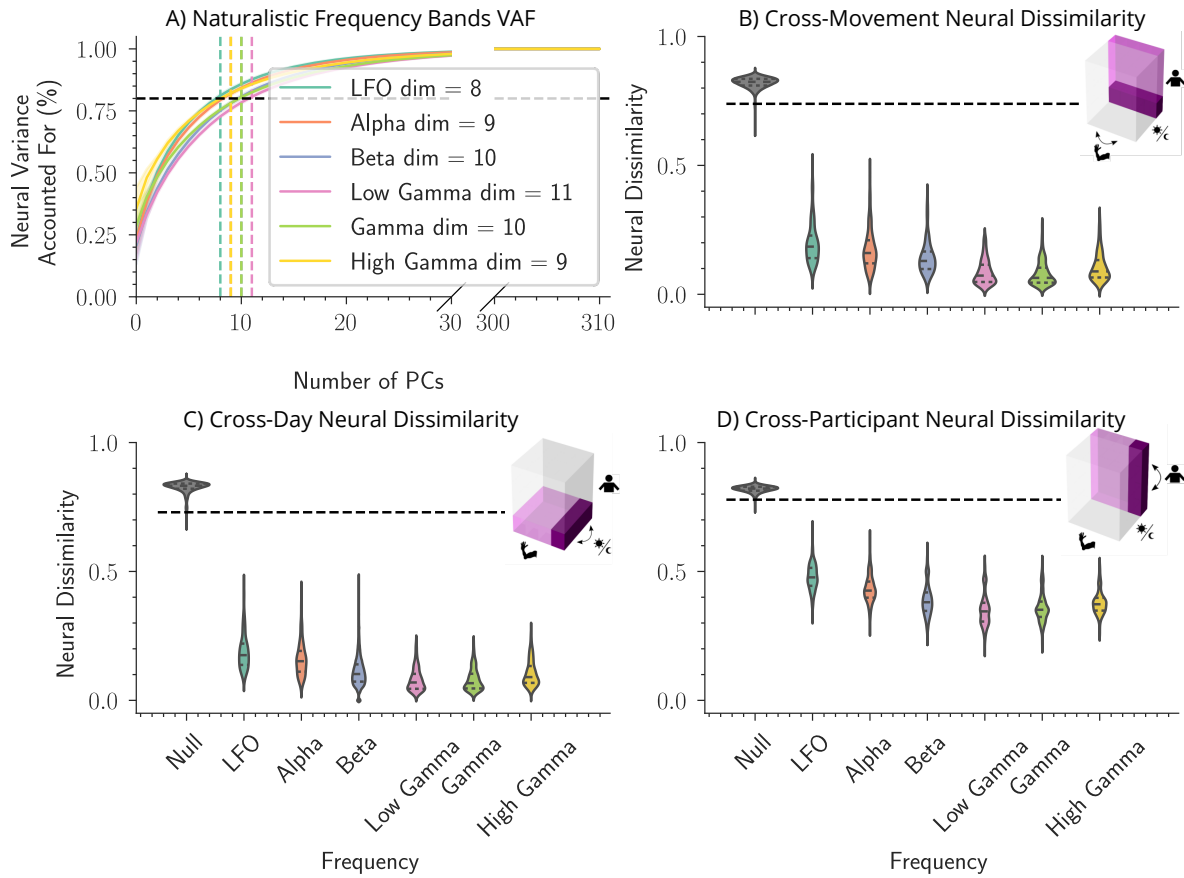 A) Naturalistic Frequency Bands VAF
Neural Variance
Accounted For (%)
1.00
0.75
0.50
0.25
0.00
LFO dim = 8
Alpha dim = 9
Beta dim = 10
Low Gamma dim = 11
Gamma dim = 10
High Gamma dim = 9
0 10 20 30 300 310
Number of PCs
B) Cross-Movement Neural Dissimilarity
Neural Dissimilarity
1.0
0.5
0.0
C) Cross-Day Neural Dissimilarity
Neural Dissimilarity
1.0
0.5
0.0
Null LFO Alpha Beta Low Gamma Gamma High Gamma
Frequency
D) Cross-Participant Neural Dissimilarity
1.0
0.5
0.0
Null LFO Alpha Beta Low Gamma Gamma High Gamma
Frequency